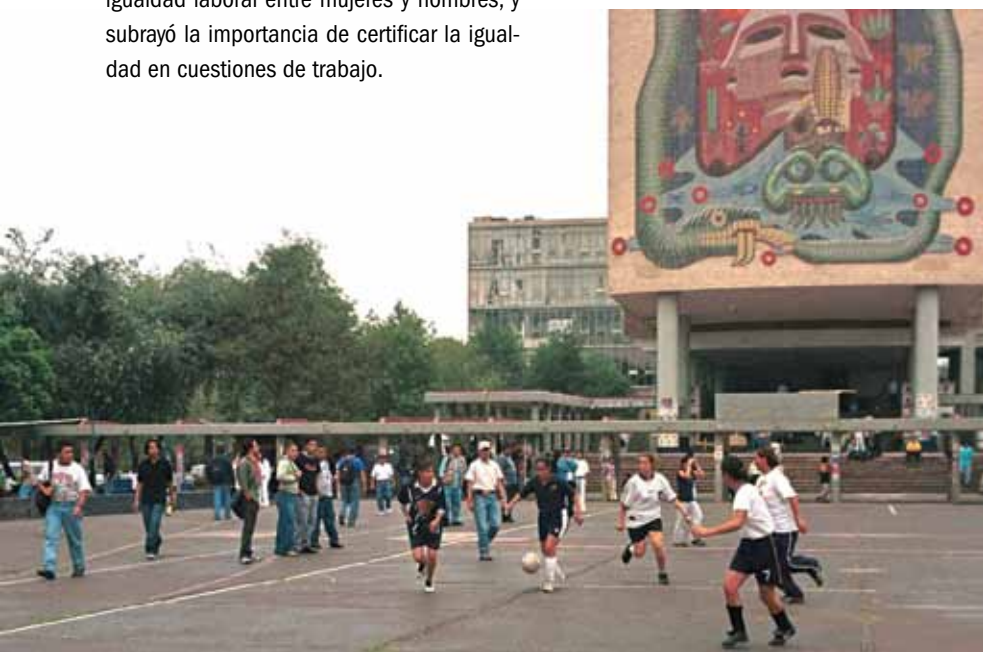 igualdad laboral entre mujeres y hombres, y
subrayó la importancia de certificar la igual-
dad en cuestiones de trabajo.